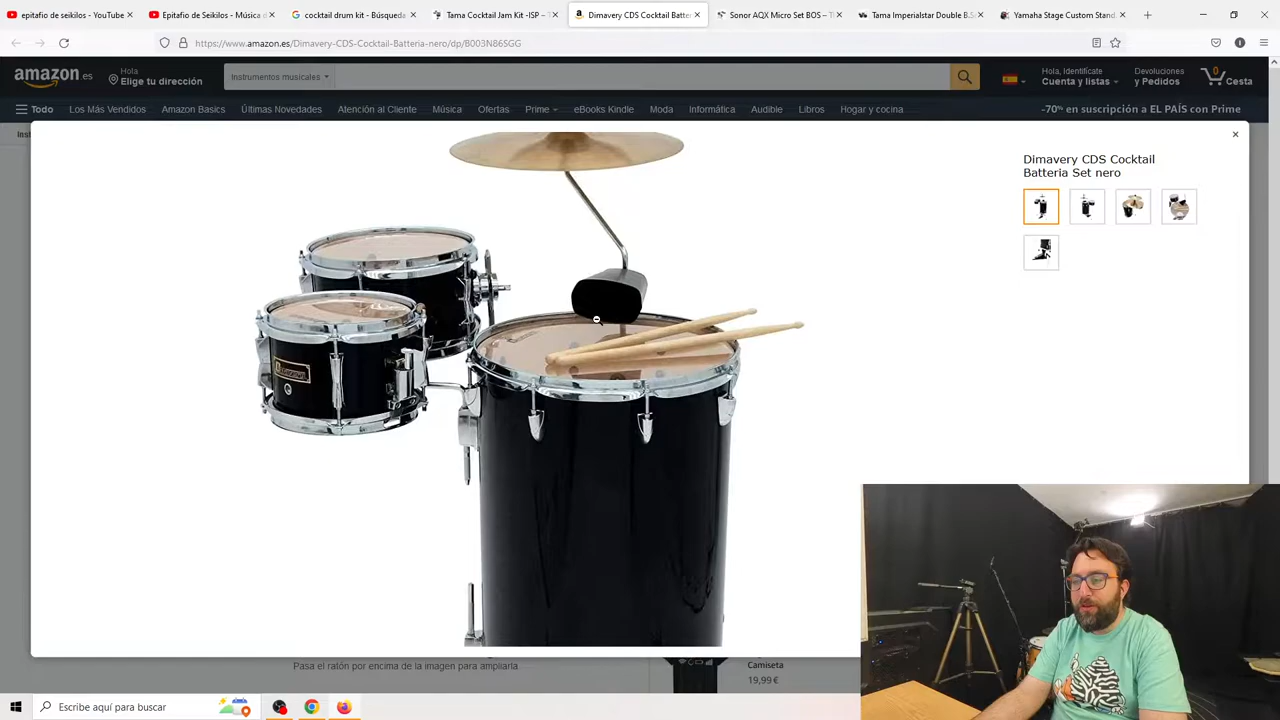 epitafio de seikilos - YouTube
Epitafio de Seikilos - Música d
cocktail drum kit - Búsqueda
Tama Cocktail Jam Kit -ISP – T
Dimavery CDS Cocktail Batte
Sonor AQX Micro Set BOS – T
Tama Imperialstar Double B.S
Yamaha Stage Custom Stand.
https://www.amazon.es/Dimavery-CDS-Cocktail-Batteria-nero/dp/B003N86SGG
amazon.es
Hola
Elige tu dirección
Instrumentos musicales
Hola, Identifícate
Cuenta y listas
Devoluciones
y Pedidos
0
Cesta
Todo
Los Más Vendidos
Amazon Basics
Últimas Novedades
Atención al Cliente
Música
Ofertas
Prime
eBooks Kindle
Moda
Informática
Audible
Libros
Hogar y cocina
-70% en suscripción a EL PAÍS con Prime
Inst
Dimavery CDS Cocktail
Batteria Set nero
Pasa el ratón por encima de la imagen para ampliarla
Camiseta
19,99 €
Escribe aquí para buscar